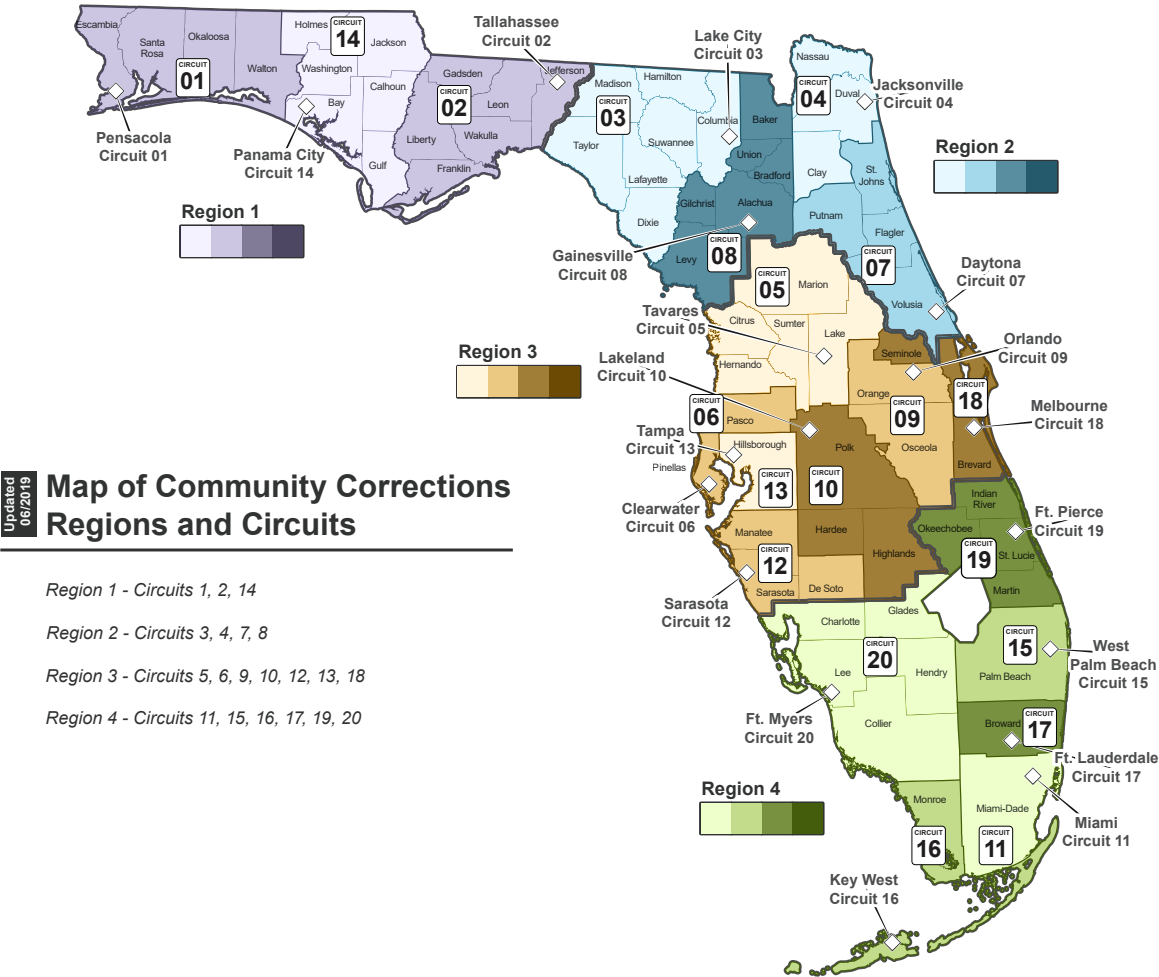 Escambia
Santa
Rosa
Okaloosa
Walton
CIRCUIT
01
Holmes
CIRCUIT
14
Jackson
Washington
Bay
Calhoun
Gulf
Gadsden
CIRCUIT
02
Leon
Jefferson
Liberty
Wakulla
Franklin
Pensacola
Circuit 01
Panama City
Circuit 14
Tallahassee
Circuit 02
Region 1
Lake City
Circuit 03
Madison
Hamilton
CIRCUIT
03
Columbia
Taylor
Suwannee
Lafayette
Dixie
Baker
Union
Bradford
Gilchrist
Alachua
Levy
CIRCUIT
08
Gainesville
Circuit 08
Nassau
CIRCUIT
04
Duval
Jacksonville
Circuit 04
Clay
St.
Johns
Putnam
Flagler
CIRCUIT
07
Volusia
Daytona
Circuit 07
Region 2
CIRCUIT
05
Marion
Citrus
Sumter
Lake
Hernando
Tavares
Circuit 05
Lakeland
Circuit 10
Region 3
Seminole
Orange
CIRCUIT
09
Osceola
Orlando
Circuit 09
CIRCUIT
18
Brevard
Melbourne
Circuit 18
CIRCUIT
06
Pasco
Tampa
Circuit 13
Hillsborough
Pinellas
CIRCUIT
13
Clearwater
Circuit 06
Polk
CIRCUIT
10
Hardee
Highlands
Manatee
CIRCUIT
12
Sarasota
De Soto
Sarasota
Circuit 12
Indian
River
Okeechobee
CIRCUIT
19
St. Lucie
Martin
Ft. Pierce
Circuit 19
Charlotte
Glades
CIRCUIT
20
Lee
Hendry
Collier
Ft. Myers
Circuit 20
CIRCUIT
15
Palm Beach
West
Palm Beach
Circuit 15
Broward
CIRCUIT
17
Ft. Lauderdale
Circuit 17
Region 4
Monroe
CIRCUIT
16
Miami-Dade
CIRCUIT
11
Miami
Circuit 11
Key West
Circuit 16
Updated
06/2019
Map of Community Corrections
Regions and Circuits
Region 1 - Circuits 1, 2, 14
Region 2 - Circuits 3, 4, 7, 8
Region 3 - Circuits 5, 6, 9, 10, 12, 13, 18
Region 4 - Circuits 11, 15, 16, 17, 19, 20